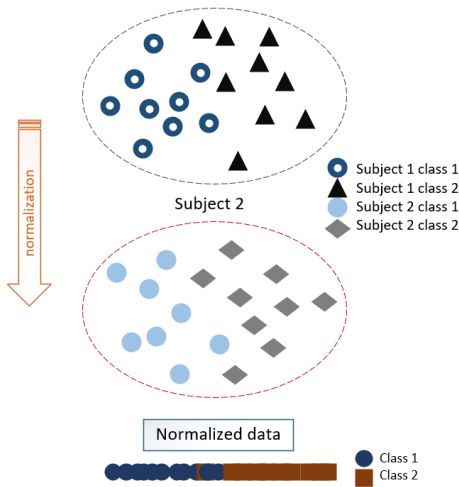 normalization
Subject 1 class 1
Subject 1 class 2
Subject 2 class 1
Subject 2 class 2
Subject 2
Normalized data
Class 1
Class 2